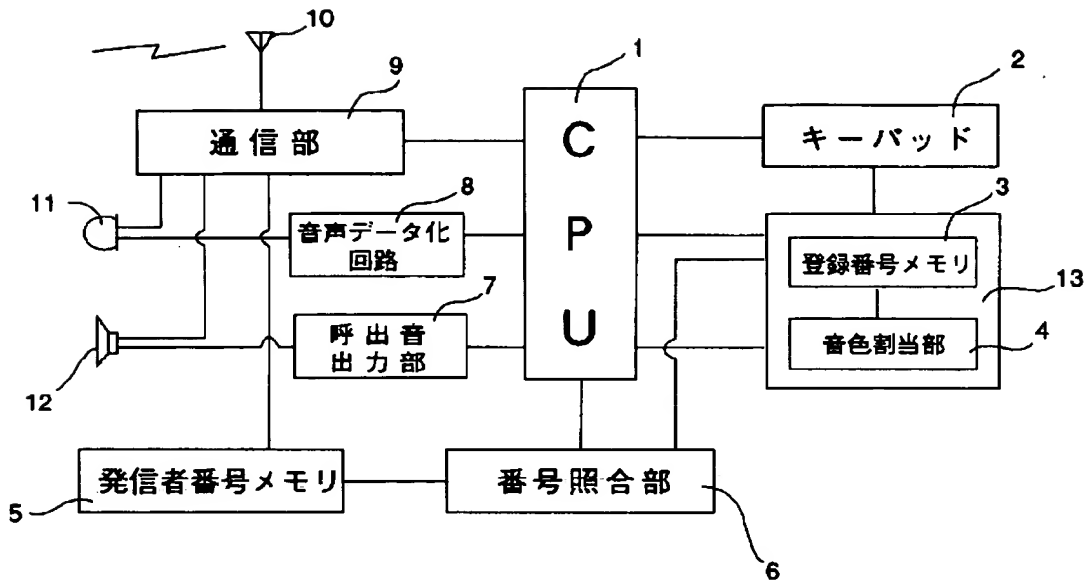 10
1
2
9
C
P
U
通信部
キーパッド
11
8
3
音声データ化
回路
登録番号メモリ
13
7
呼出音
出力部
音色割当部
4
12
発信者番号メモリ
番号照合部
5
6